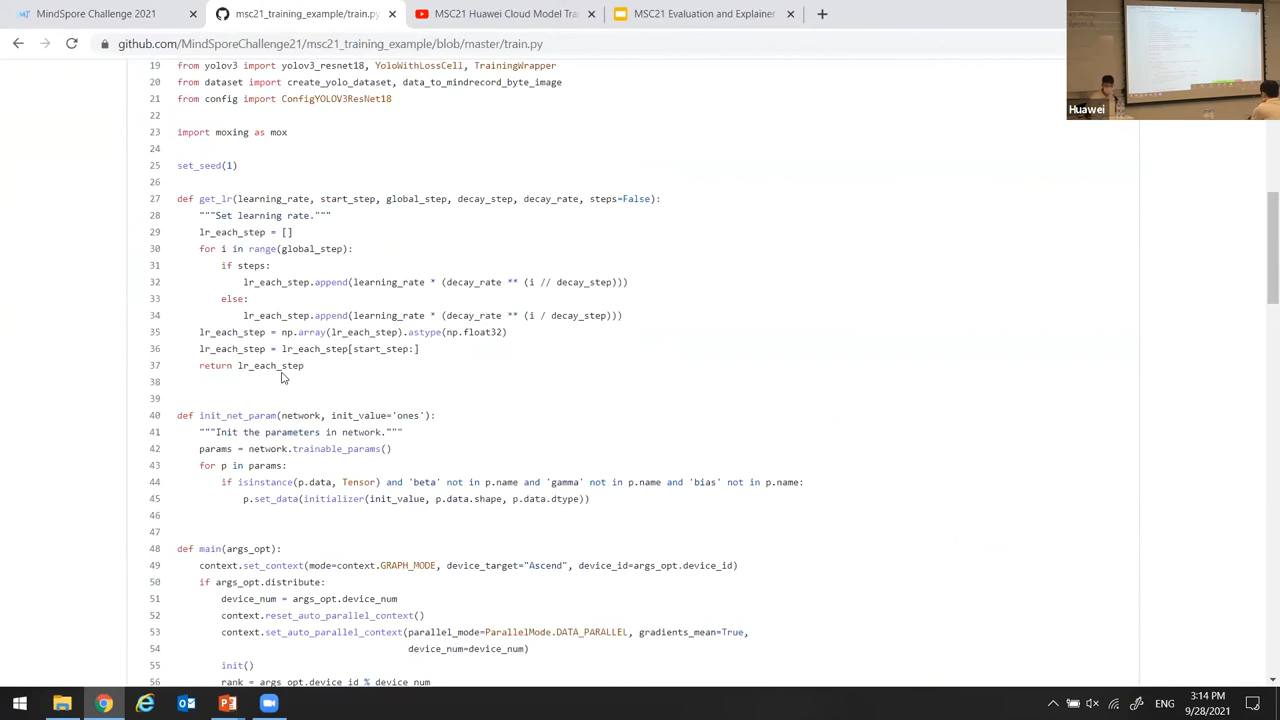 MindSpore Challenge 2021
msc21_training_example/train.p
2 - Huawei Cloud Model Tra
MSC21 Evaluation and Container
github.com/MindSporeChallenge21/msc21_training_example/blob/master/train.py
19 from yolov3 import yolov3_resnet18, YoloWithLossCell, TrainingWrapper
20 from dataset import create_yolo_dataset, data_to_mindrecord_byte_image
21 from config import ConfigYOLOV3ResNet18
23 import moxing as mox
24
25 set_seed(1)
26
27 def get_lr(learning_rate, start_step, global_step, decay_step, decay_rate, steps=False):
28 """Set learning rate."""
29 lr_each_step = []
30 for i in range(global_step):
31 if steps:
32 lr_each_step.append(learning_rate * (decay_rate ** (i // decay_step)))
33 else:
34 lr_each_step.append(learning_rate * (decay_rate ** (i / decay_step)))
35 lr_each_step = np.array(lr_each_step).astype(np.float32)
36 lr_each_step = lr_each_step[start_step:]
37 return lr_each_step
38
39
40 def init_net_param(network, init_value='ones'):
41 """Init the parameters in network."""
42 params = network.trainable_params()
43 for p in params:
44 if isinstance(p.data, Tensor) and 'beta' not in p.name and 'gamma' not in p.name and 'bias' not in p.name:
45 p.set_data(initializer(init_value, p.data.shape, p.data.dtype))
46
47
48 def main(args_opt):
49 context.set_context(mode=context.GRAPH_MODE, device_target="Ascend", device_id=args_opt.device_id)
50 if args_opt.distribute:
51 device_num = args_opt.device_num
52 context.reset_auto_parallel_context()
53 context.set_auto_parallel_context(parallel_mode=ParallelMode.DATA_PARALLEL, gradients_mean=True,
54 device_num=device_num)
55 init()
56 rank = args_opt.device_id % device_num
Huawei
ENG
3:14 PM
9/28/2021